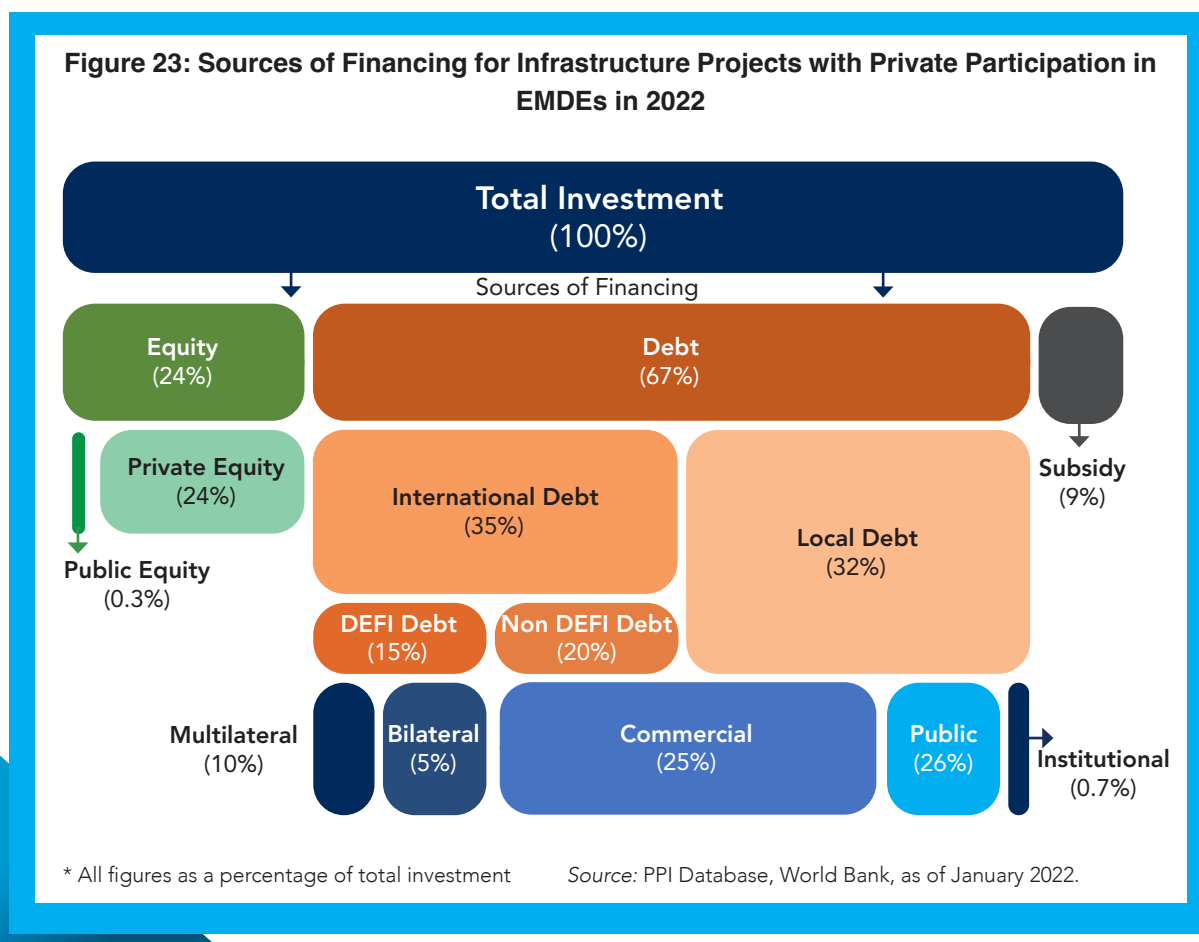 Figure 23: Sources of Financing for Infrastructure Projects with Private Participation in
EMDEs in 2022
Total Investment
(100%)
Sources of Financing
Equity
(24%)
Debt
(67%)
Subsidy
(9%)
Private Equity
(24%)
Public Equity
(0.3%)
International Debt
(35%)
Local Debt
(32%)
DEFI Debt
(15%)
Non DEFI Debt
(20%)
Multilateral
(10%)
Bilateral
(5%)
Commercial
(25%)
Public
(26%)
Institutional
(0.7%)
* All figures as a percentage of total investment
Source: PPI Database, World Bank, as of January 2022.